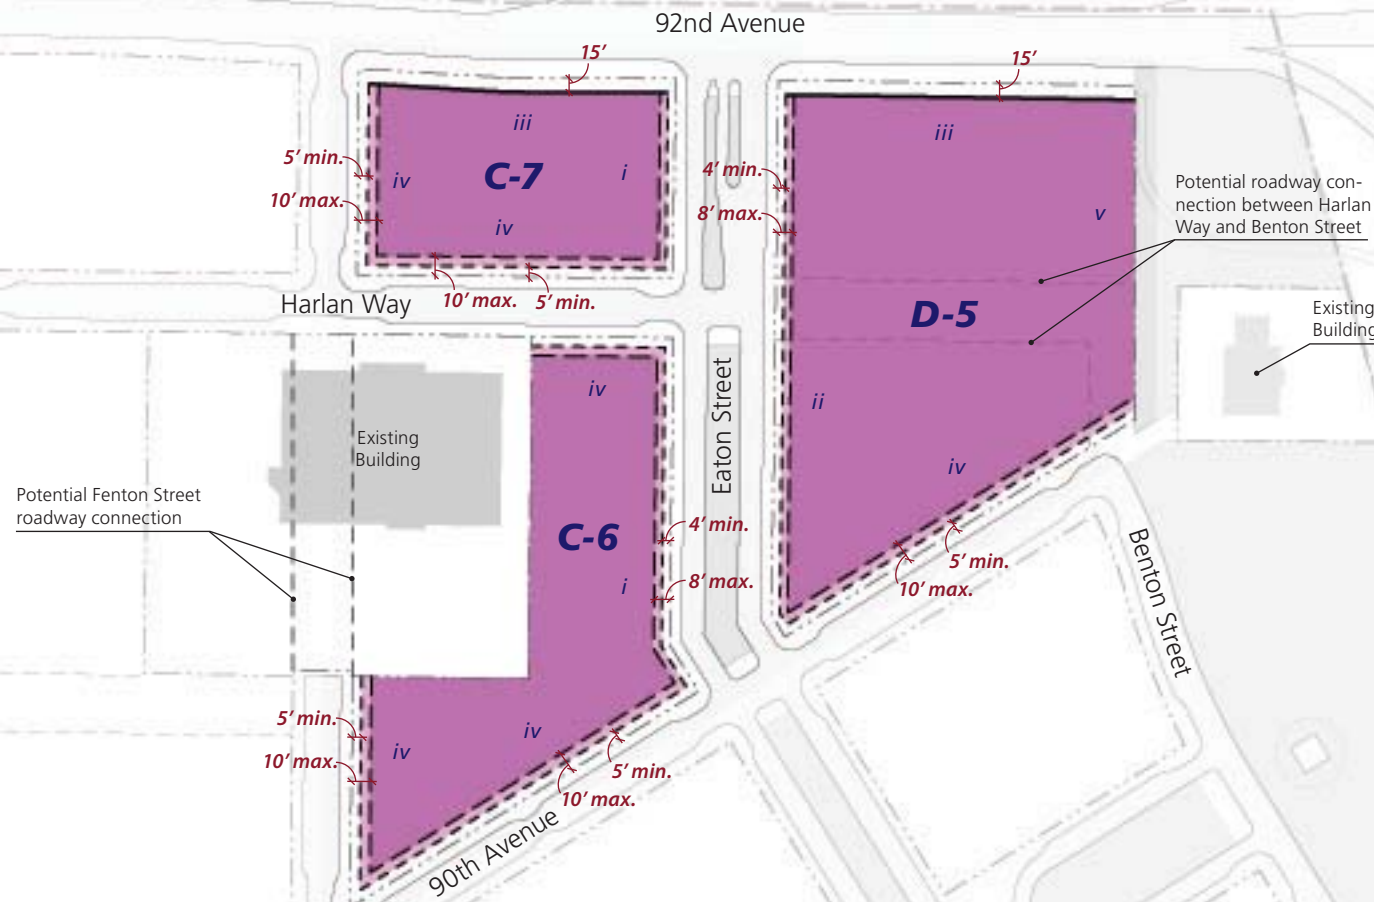 92nd Avenue
15’
15’
iii
iii
5’ min.
C-7
i
iv
4’ min.
Potential roadway con-
nection between Harlan
Way and Benton Street
10’ max.
8’ max.
v
iv
Harlan Way
10’ max.
5’ min.
D-5
Existing
Building
iv
Eaton Street
ii
Existing
Building
iv
Potential Fenton Street
roadway connection
C-6
4’ min.
5’ min.
i
8’ max.
10’ max.
Benton Street
5’ min.
iv
iv
10’ max.
5’ min.
10’ max.
90th Avenue